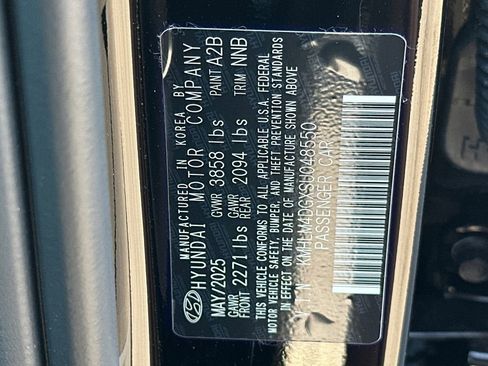 MANUFACTURED IN KOREA BY
HYUNDAI MOTOR COMPANY
MAY/2025 GVWR 3858 lbs PAINT A2B
GAWR FRONT 2271 lbs GAWR REAR 2094 lbs TRIM NNB
THIS VEHICLE CONFORMS TO ALL APPLICABLE U.S.A. FEDERAL
MOTOR VEHICLE SAFETY, BUMPER, AND THEFT PREVENTION STANDARDS
IN EFFECT ON THE DATE OF MANUFACTURE SHOWN ABOVE
V.I.N KMHLM4DGXSU048550
PASSENGER CAR